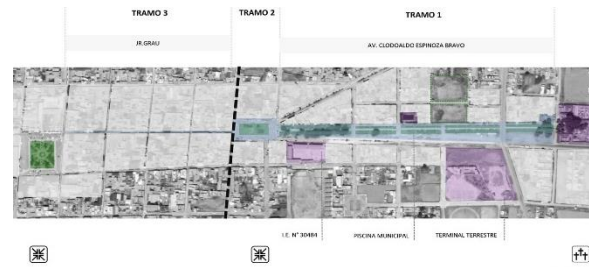 TRAMO 3
TRAMO 2
TRAMO 1
JR.GRAU
AV. CLODOALDO ESPINOZA BRAVO
I.E. N° 30484
PISCINA MUNICIPAL
TERMINAL TERRESTRE